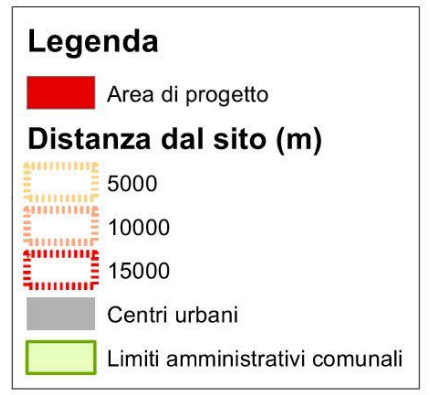 Legenda
Area di progetto
Distanza dal sito (m)
5000
10000
15000
Centri urbani
Limiti amministrativi comunali